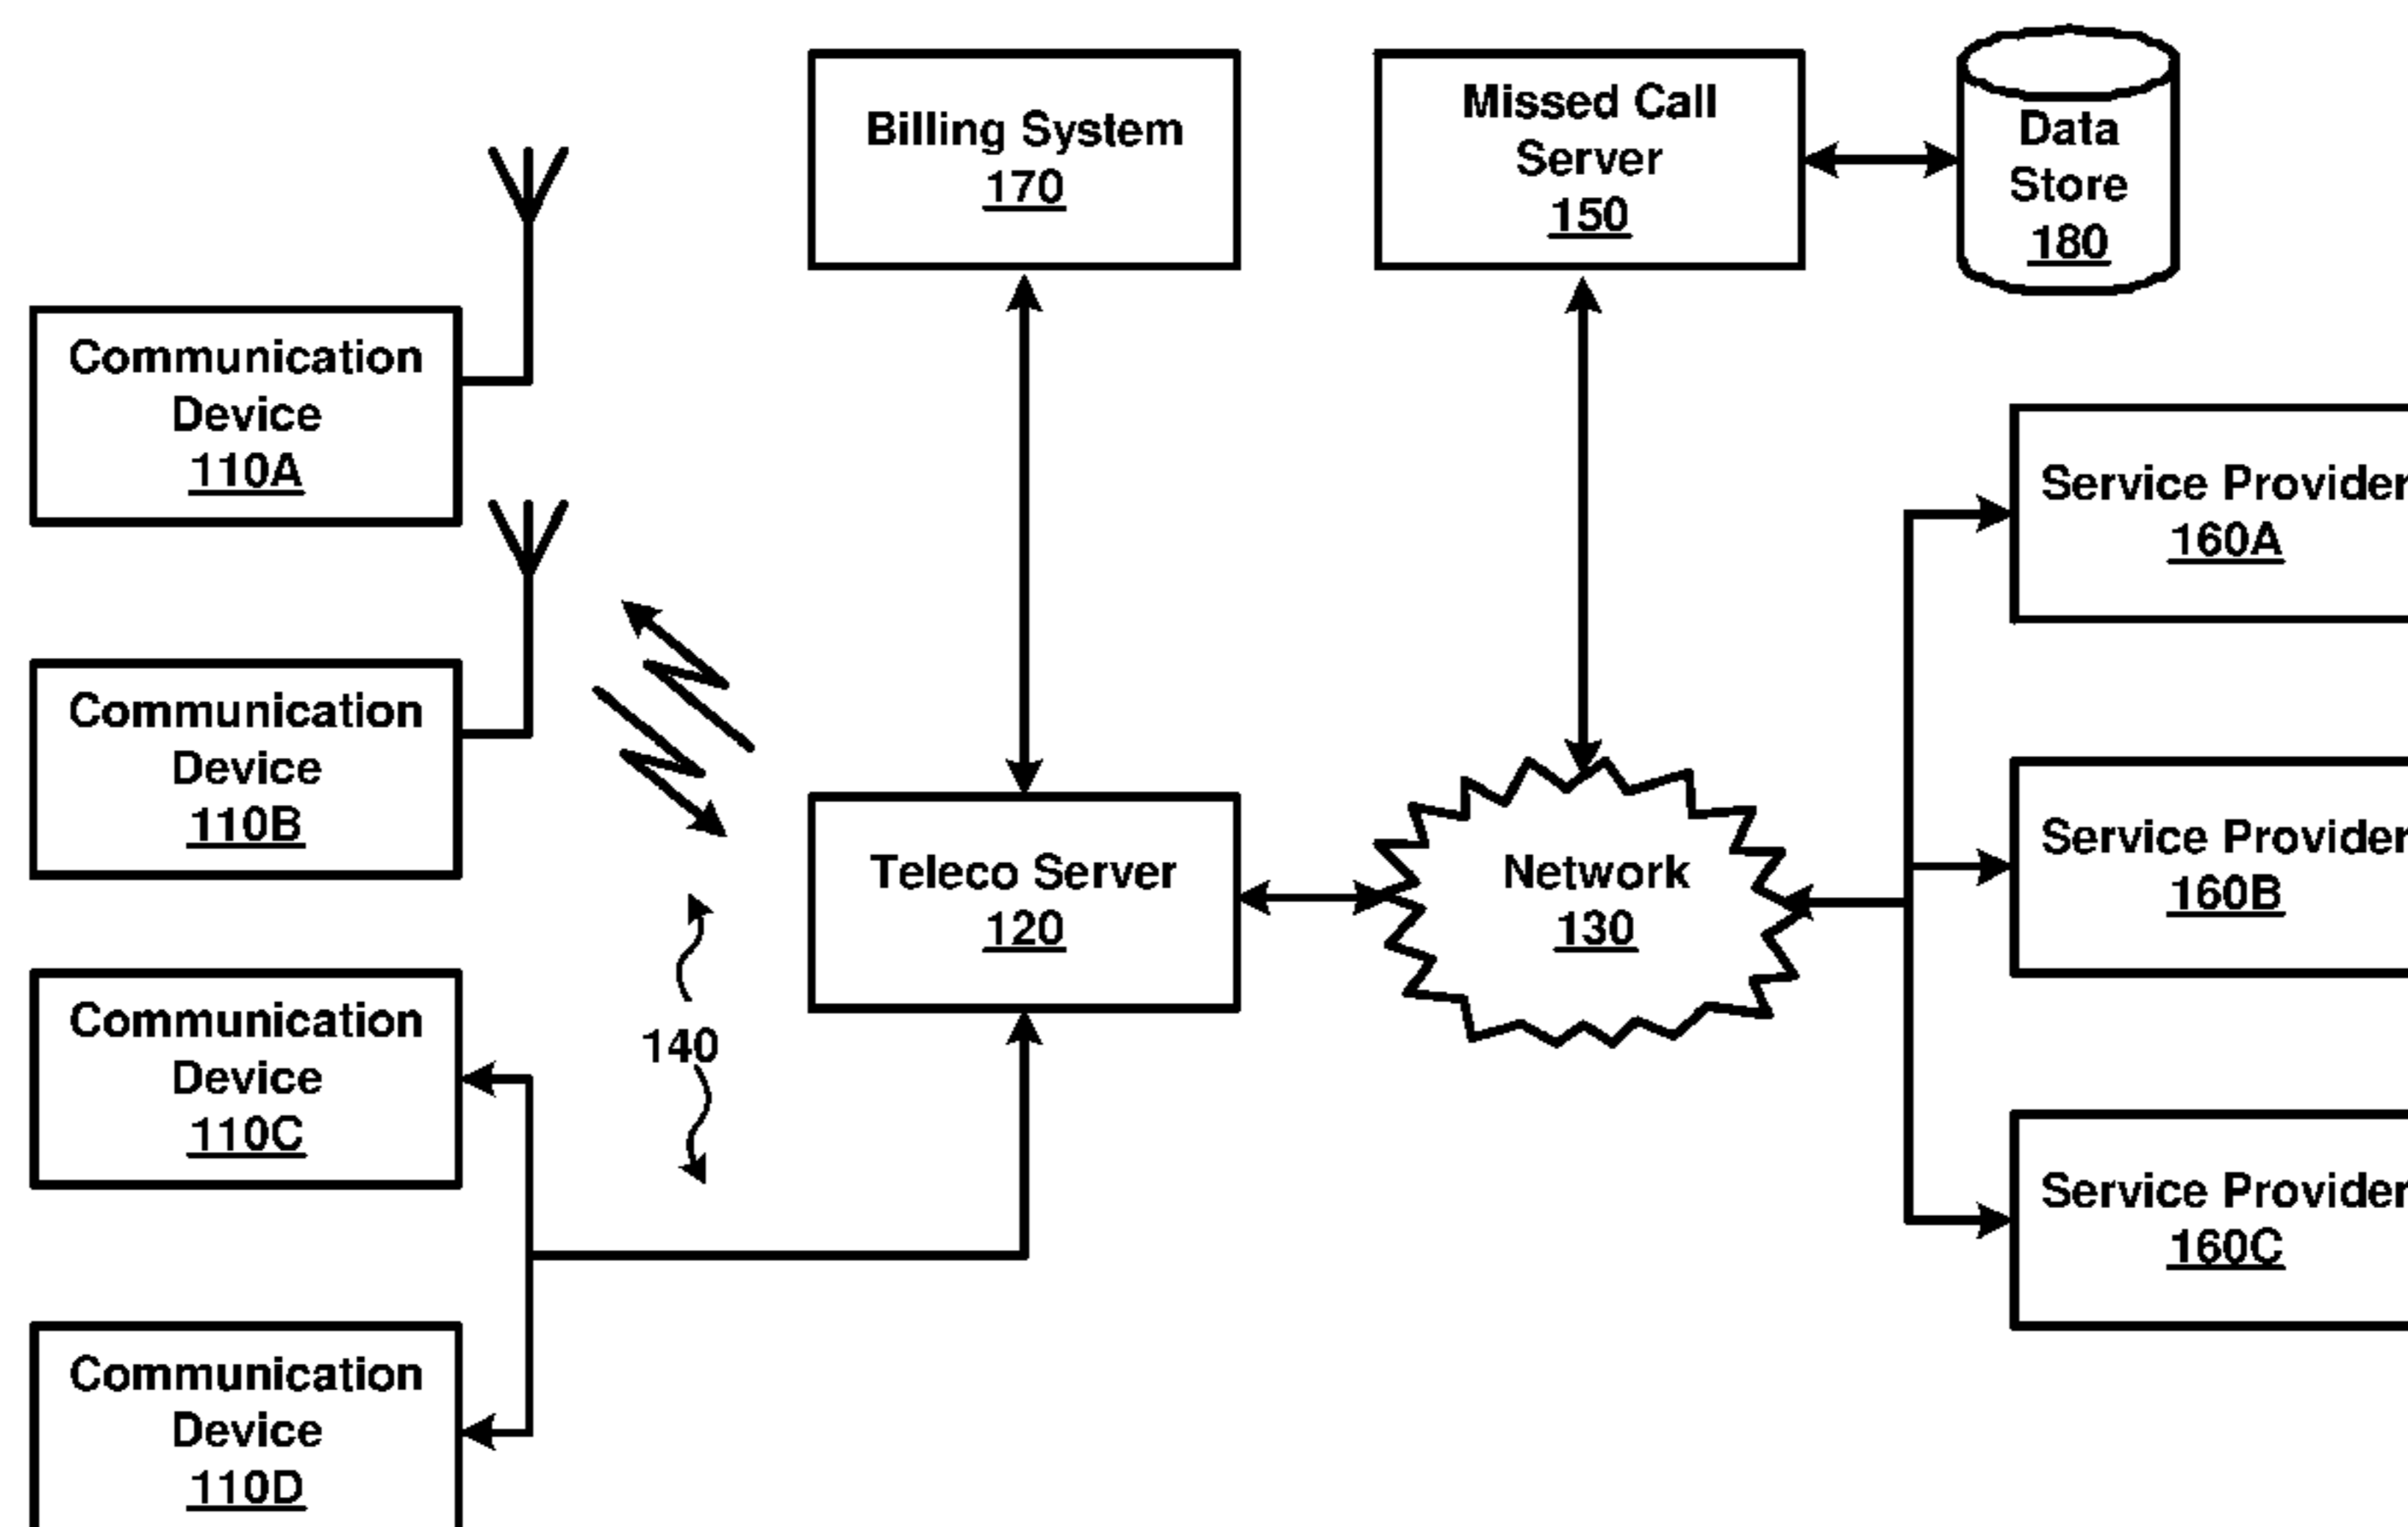 Billing System
170
Missed Call
Server
150
Data
Store
180
Communication
Device
110A
Service Provider
160A
Communication
Device
110B
Teleco Server
120
Network
130
Service Provider
160B
Communication
Device
110C
140
Service Provider
160C
Communication
Device
110D